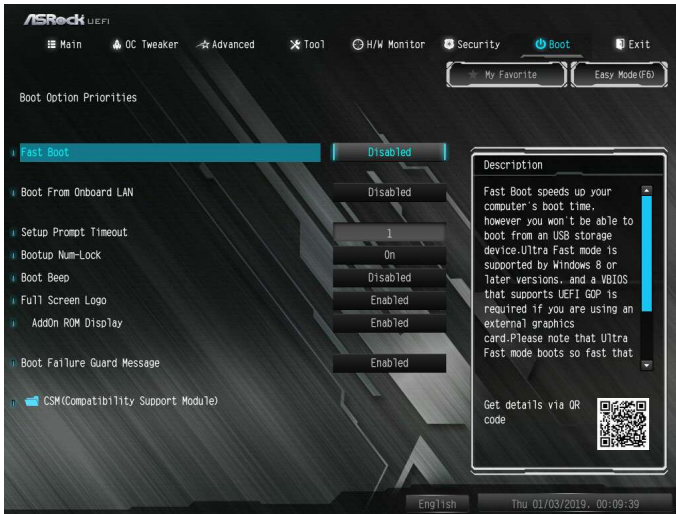 ASRock UEFI
Main OC Tweaker Advanced Tool H/W Monitor Security Boot Exit
My Favorite Easy Mode(F6)
Boot Option Priorities
Fast Boot Disabled
Boot From Onboard LAN Disabled
Setup Prompt Timeout 1
Bootup Num-Lock On
Boot Beep Disabled
Full Screen Logo Enabled
AddOn ROM Display Enabled
Boot Failure Guard Message Enabled
CSM(Compatibility Support Module)
Description
Fast Boot speeds up your
computer's boot time.
however you won't be able to
boot from an USB storage
device.Ultra Fast mode is
supported by Windows 8 or
later versions. and a VBIOS
that supports UEFI GOP is
required if you are using an
external graphics
card.Please note that Ultra
Fast mode boots so fast that
Get details via QR
code
English Thu 01/03/2019. 00:09:39